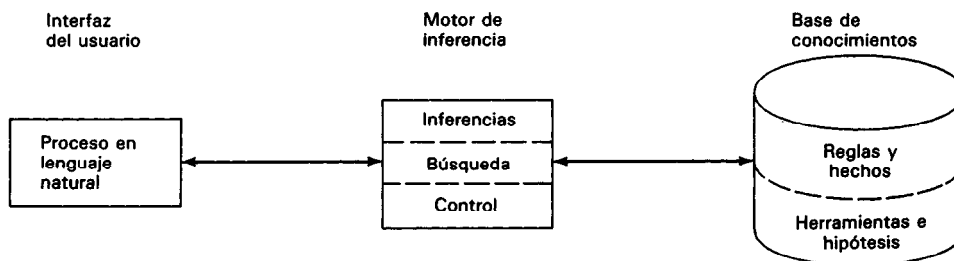 Interfaz
del usuario
Motor de
inferencia
Base de
conocimientos
Proceso en
lenguaje
natural
Inferencias
Búsqueda
Control
Reglas y
hechos
Herramientas e
hipótesis